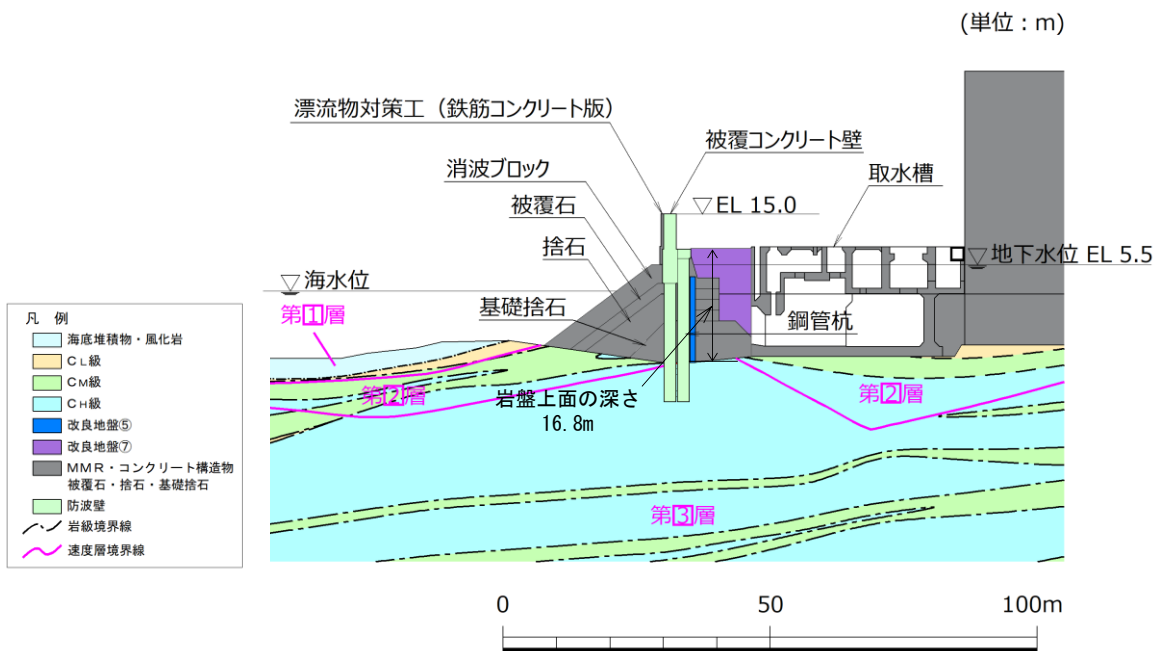 (単位：m)
漂流物対策工（鉄筋コンクリート版）
被覆コンクリート壁
消波ブロック
取水槽
被覆石
EL 15.0
捨石
地下水位 EL 5.5
海水位
第1層
基礎捨石
鋼管杭
第2層
第2層
岩盤上面の深さ
16.8m
第3層
凡 例
海底堆積物・風化岩
CL級
CM級
CH級
改良地盤⑤
改良地盤⑦
MMR・コンクリート構造物
被覆石・捨石・基礎捨石
防波壁
岩級境界線
速度層境界線
0
50
100m